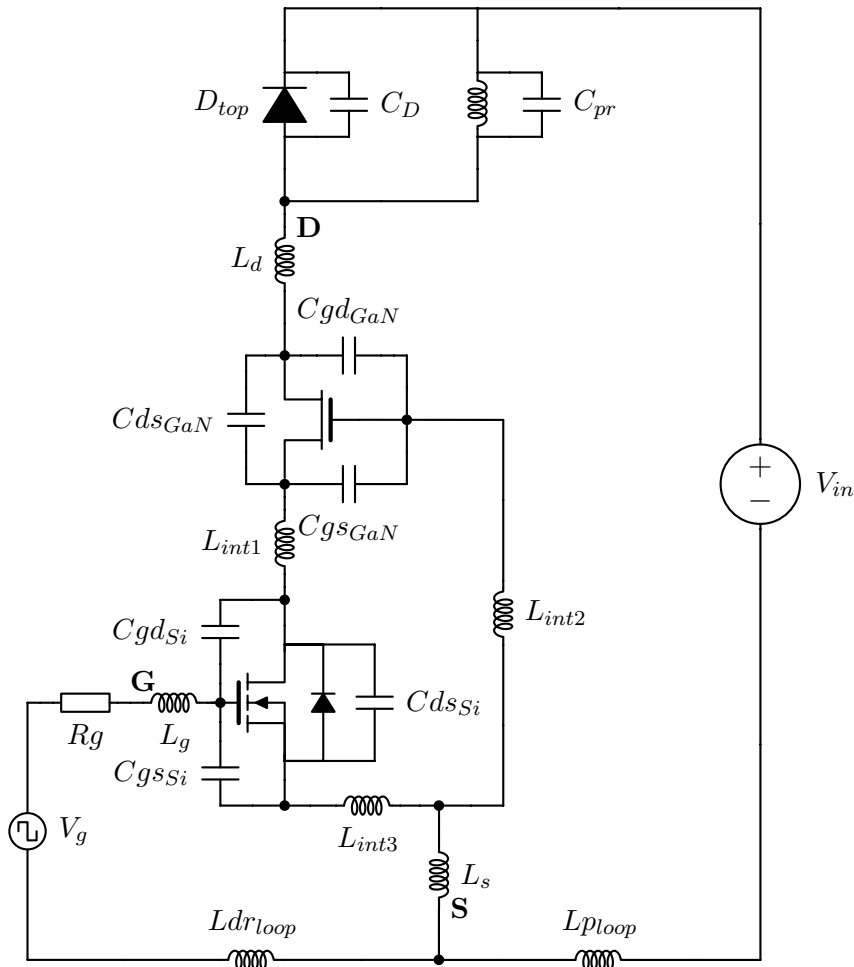 D_top
C_D
C_pr
D
L_d
Cgd_GaN
Cds_GaN
+
−
V_in
Cgs_GaN
L_int1
L_int2
Cgd_Si
G
Cds_Si
Rg
L_g
Cgs_Si
V_g
L_int3
L_s
S
Ldr_loop
Lp_loop